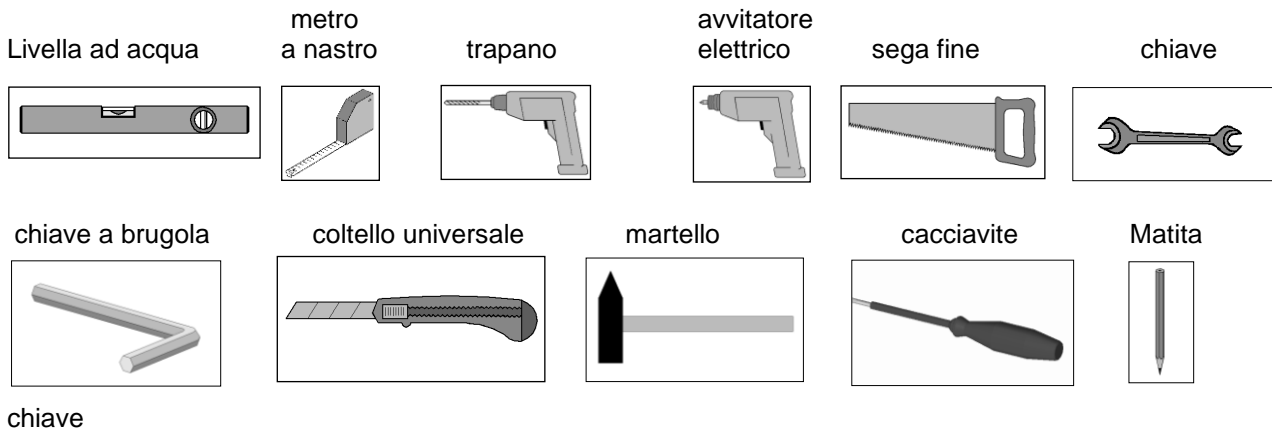 metro
avvitatore
Livella ad acqua a nastro trapano elettrico sega fine chiave
chiave a brugola coltello universale martello cacciavite Matita
chiave